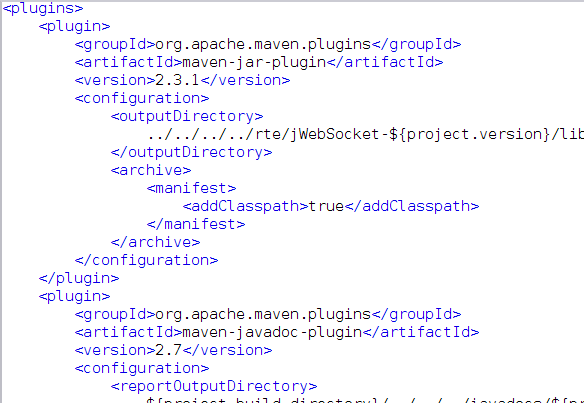 <plugins>
<plugin>
<groupId>org.apache.maven.plugins</groupId>
<artifactId>maven-jar-plugin</artifactId>
<version>2.3.1</version>
<configuration>
<outputDirectory>
../../../../rte/jWebSocket-${project.version}/lib
</outputDirectory>
<archive>
<manifest>
<addClasspath>true</addClasspath>
</manifest>
</archive>
</configuration>
</plugin>
<plugin>
<groupId>org.apache.maven.plugins</groupId>
<artifactId>maven-javadoc-plugin</artifactId>
<version>2.7</version>
<configuration>
<reportOutputDirectory>